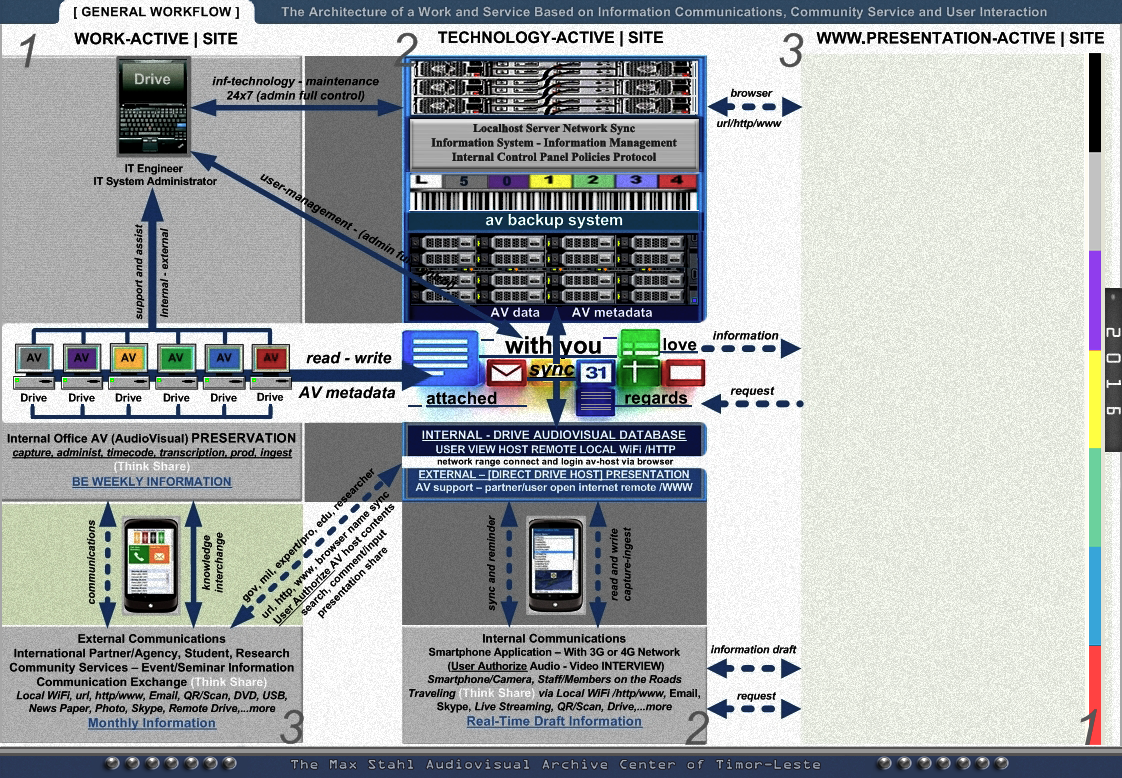 [ GENERAL WORKFLOW ]
The Architecture of a Work and Service Based on Information Communications, Community Service and User Interaction
1
WORK-ACTIVE | SITE
2
TECHNOLOGY-ACTIVE | SITE
3
WWW.PRESENTATION-ACTIVE | SITE
Drive
IT Engineer
IT System Administrator
inf-technology - maintenance
24x7 (admin full control)
user-management - (admin fu
support and assist
internal - external
Localhost Server Network Sync
Information System - Information Management
Internal Control Panel Policies Protocol
L 5 0 1 2 3 4
av backup system
AV data
AV metadata
browser
url/http/www
AV AV AV AV AV AV
Drive Drive Drive Drive Drive Drive
read - write
AV metadata
with you
love
sync
31
attached
regards
information
request
Internal Office AV (AudioVisual) PRESERVATION
capture, administ, timecode, transcription, prod, ingest
(Think Share)
BE WEEKLY INFORMATION
INTERNAL - DRIVE AUDIOVISUAL DATABASE
USER VIEW HOST REMOTE LOCAL WiFi /HTTP
network range connect and login av-host via browser
EXTERNAL – [DIRECT DRIVE HOST] PRESENTATION
AV support – partner/user open internet remote /WWW
communications
knowledge
interchange
gov, mil, expert/pro, edu, researcher
url, http, www, browser name sync
User Authorize AV host contents
search, comment/input
presentation share
sync and reminder
read and write
capture-ingest
External Communications
International Partner/Agency, Student, Research
Community Services – Event/Seminar Information
Communication Exchange (Think Share)
Local WiFi, url, http/www, Email, QR/Scan, DVD, USB,
News Paper, Photo, Skype, Remote Drive,...more
Monthly Information
3
Internal Communications
Smartphone Application – With 3G or 4G Network
(User Authorize Audio - Video INTERVIEW)
Smartphone/Camera, Staff/Members on the Roads
Traveling (Think Share) via Local WiFi /http/www, Email,
Skype, Live Streaming, QR/Scan, Drive,...more
Real-Time Draft Information
2
information draft
request
1
2016
The Max Stahl Audiovisual Archive Center of Timor-Leste